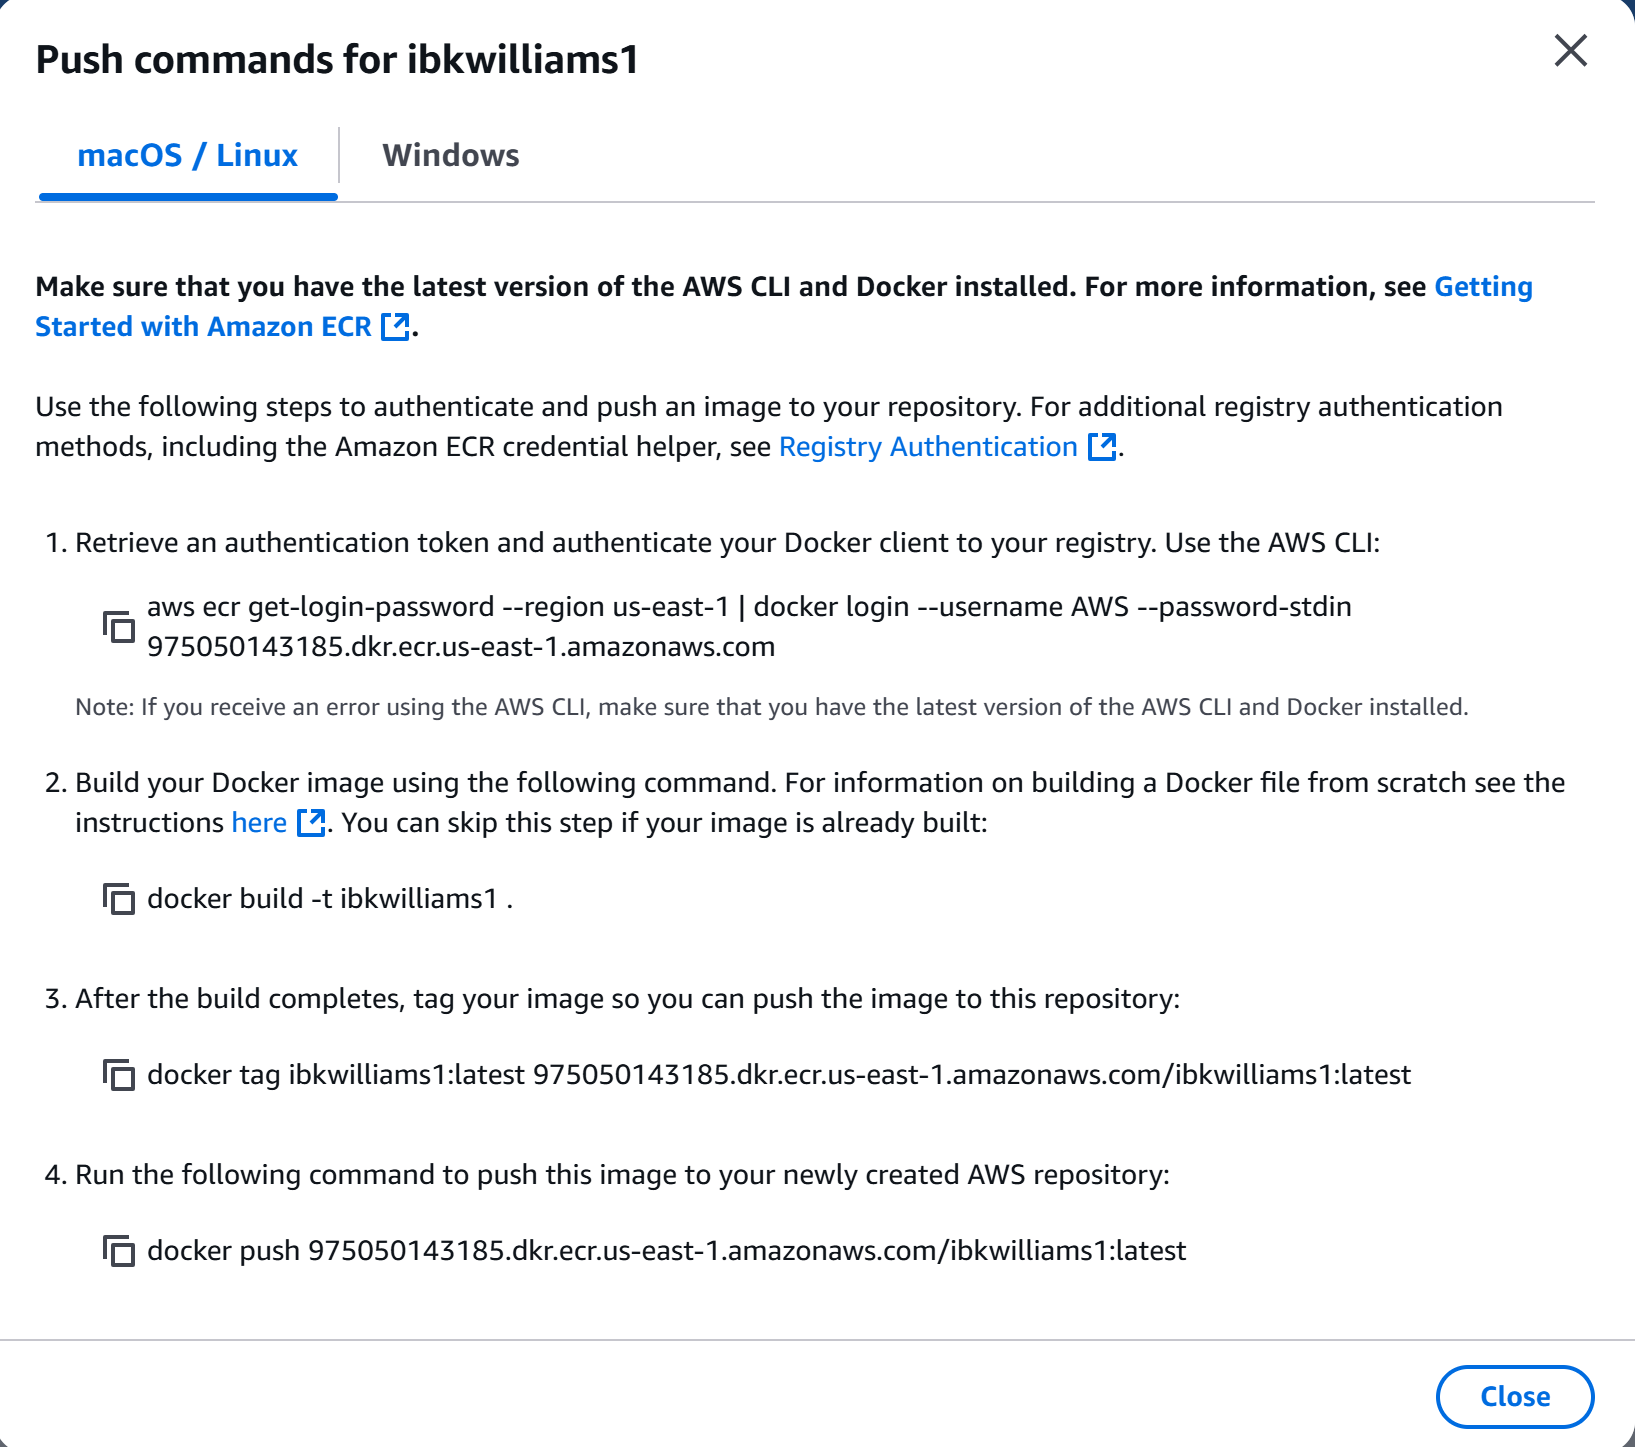 Push commands for ibkwilliams1
macOS / Linux
Windows
Make sure that you have the latest version of the AWS CLI and Docker installed. For more information, see Getting
Started with Amazon ECR .
Use the following steps to authenticate and push an image to your repository. For additional registry authentication
methods, including the Amazon ECR credential helper, see Registry Authentication .
1. Retrieve an authentication token and authenticate your Docker client to your registry. Use the AWS CLI:
aws ecr get-login-password --region us-east-1 | docker login --username AWS --password-stdin
975050143185.dkr.ecr.us-east-1.amazonaws.com
Note: If you receive an error using the AWS CLI, make sure that you have the latest version of the AWS CLI and Docker installed.
2. Build your Docker image using the following command. For information on building a Docker file from scratch see the
instructions here . You can skip this step if your image is already built:
docker build -t ibkwilliams1 .
3. After the build completes, tag your image so you can push the image to this repository:
docker tag ibkwilliams1:latest 975050143185.dkr.ecr.us-east-1.amazonaws.com/ibkwilliams1:latest
4. Run the following command to push this image to your newly created AWS repository:
docker push 975050143185.dkr.ecr.us-east-1.amazonaws.com/ibkwilliams1:latest
Close